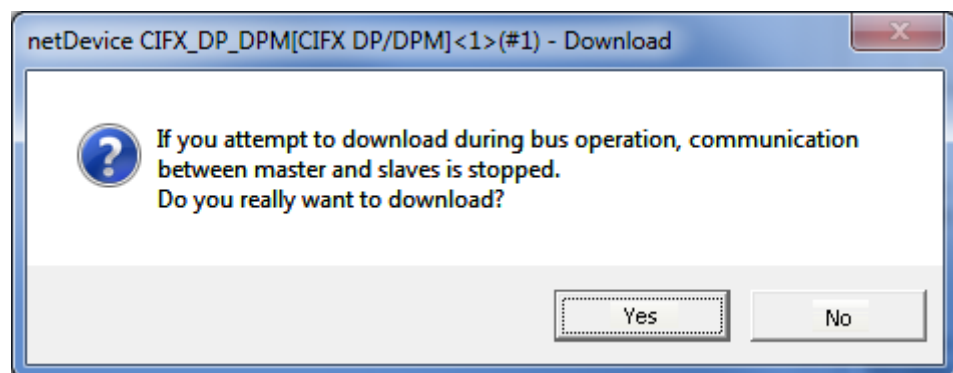 netDevice CIFX_DP_DPM[CIFX DP/DPM]<1>(#1) - Download
If you attempt to download during bus operation, communication
between master and slaves is stopped.
Do you really want to download?
Yes
No